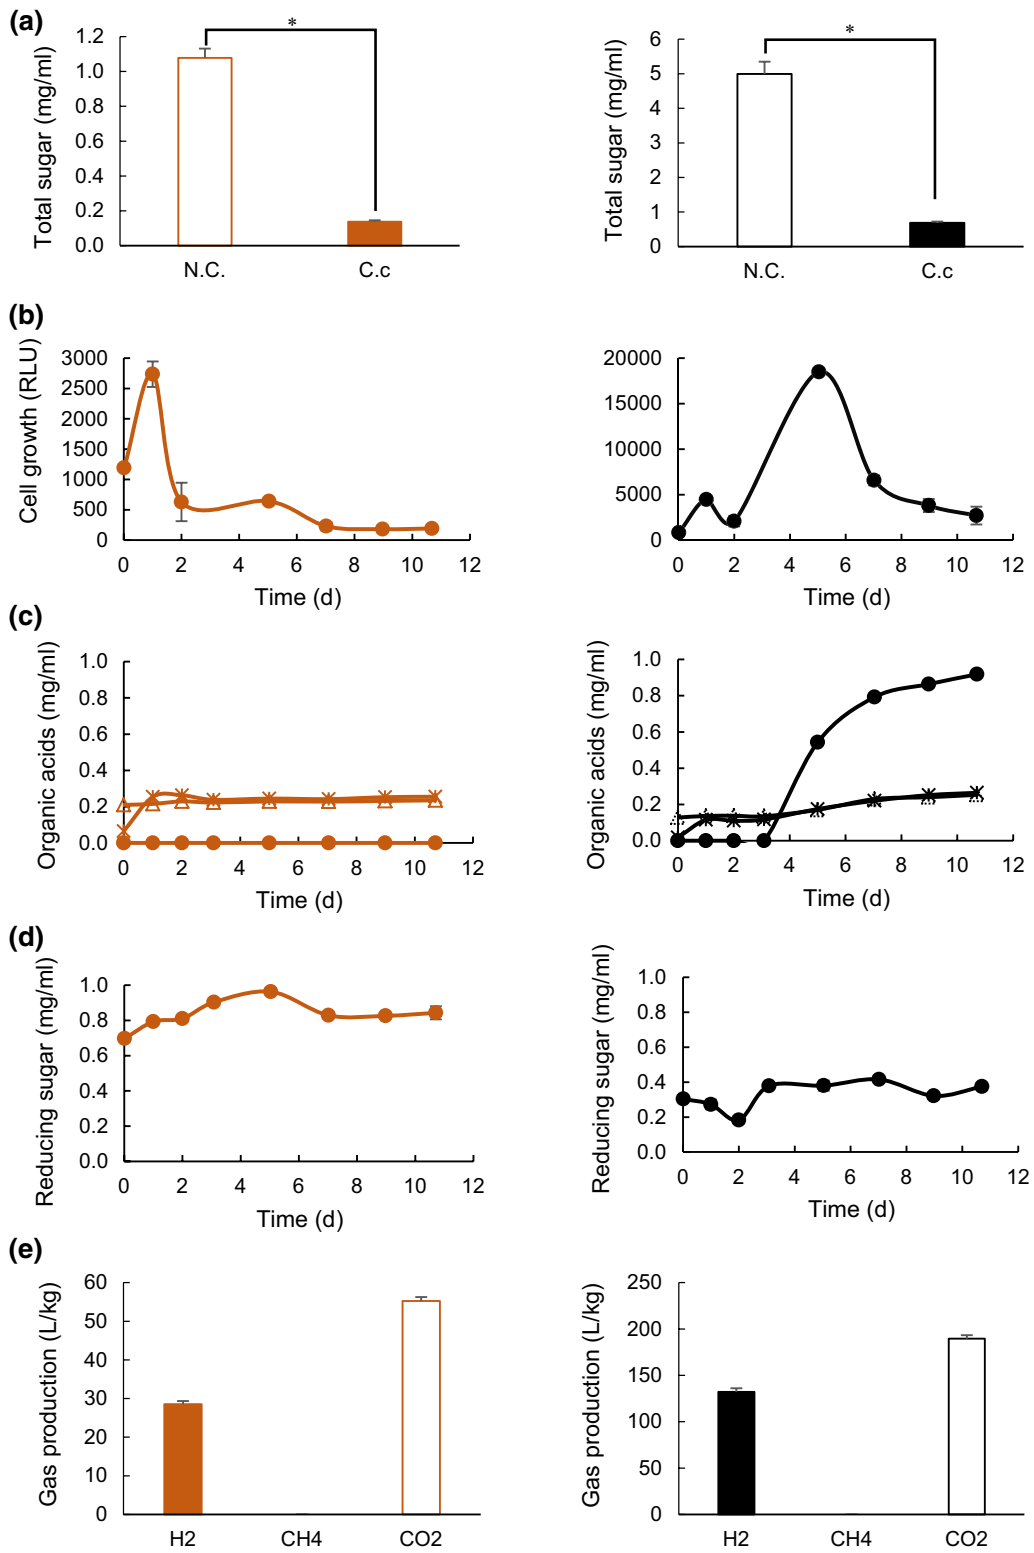 (a)
Total sugar (mg/ml)
1.2
1.0
0.8
0.6
0.4
0.2
0.0
*
N.C.
C.c
Total sugar (mg/ml)
6
5
4
3
2
1
0
*
N.C.
C.c
(b)
Cell growth (RLU)
3000
2500
2000
1500
1000
500
0
0 2 4 6 8 10 12
Time (d)
20000
15000
10000
5000
0
0 2 4 6 8 10 12
Time (d)
(c)
Organic acids (mg/ml)
1.0
0.8
0.6
0.4
0.2
0.0
0 2 4 6 8 10 12
Time (d)
Organic acids (mg/ml)
1.0
0.8
0.6
0.4
0.2
0.0
0 2 4 6 8 10 12
Time (d)
(d)
Reducing sugar (mg/ml)
1.0
0.8
0.6
0.4
0.2
0.0
0 2 4 6 8 10 12
Time (d)
Reducing sugar (mg/ml)
1.0
0.8
0.6
0.4
0.2
0.0
0 2 4 6 8 10 12
Time (d)
(e)
Gas production (L/kg)
60
50
40
30
20
10
0
H2 CH4 CO2
Gas production (L/kg)
250
200
150
100
50
0
H2 CH4 CO2